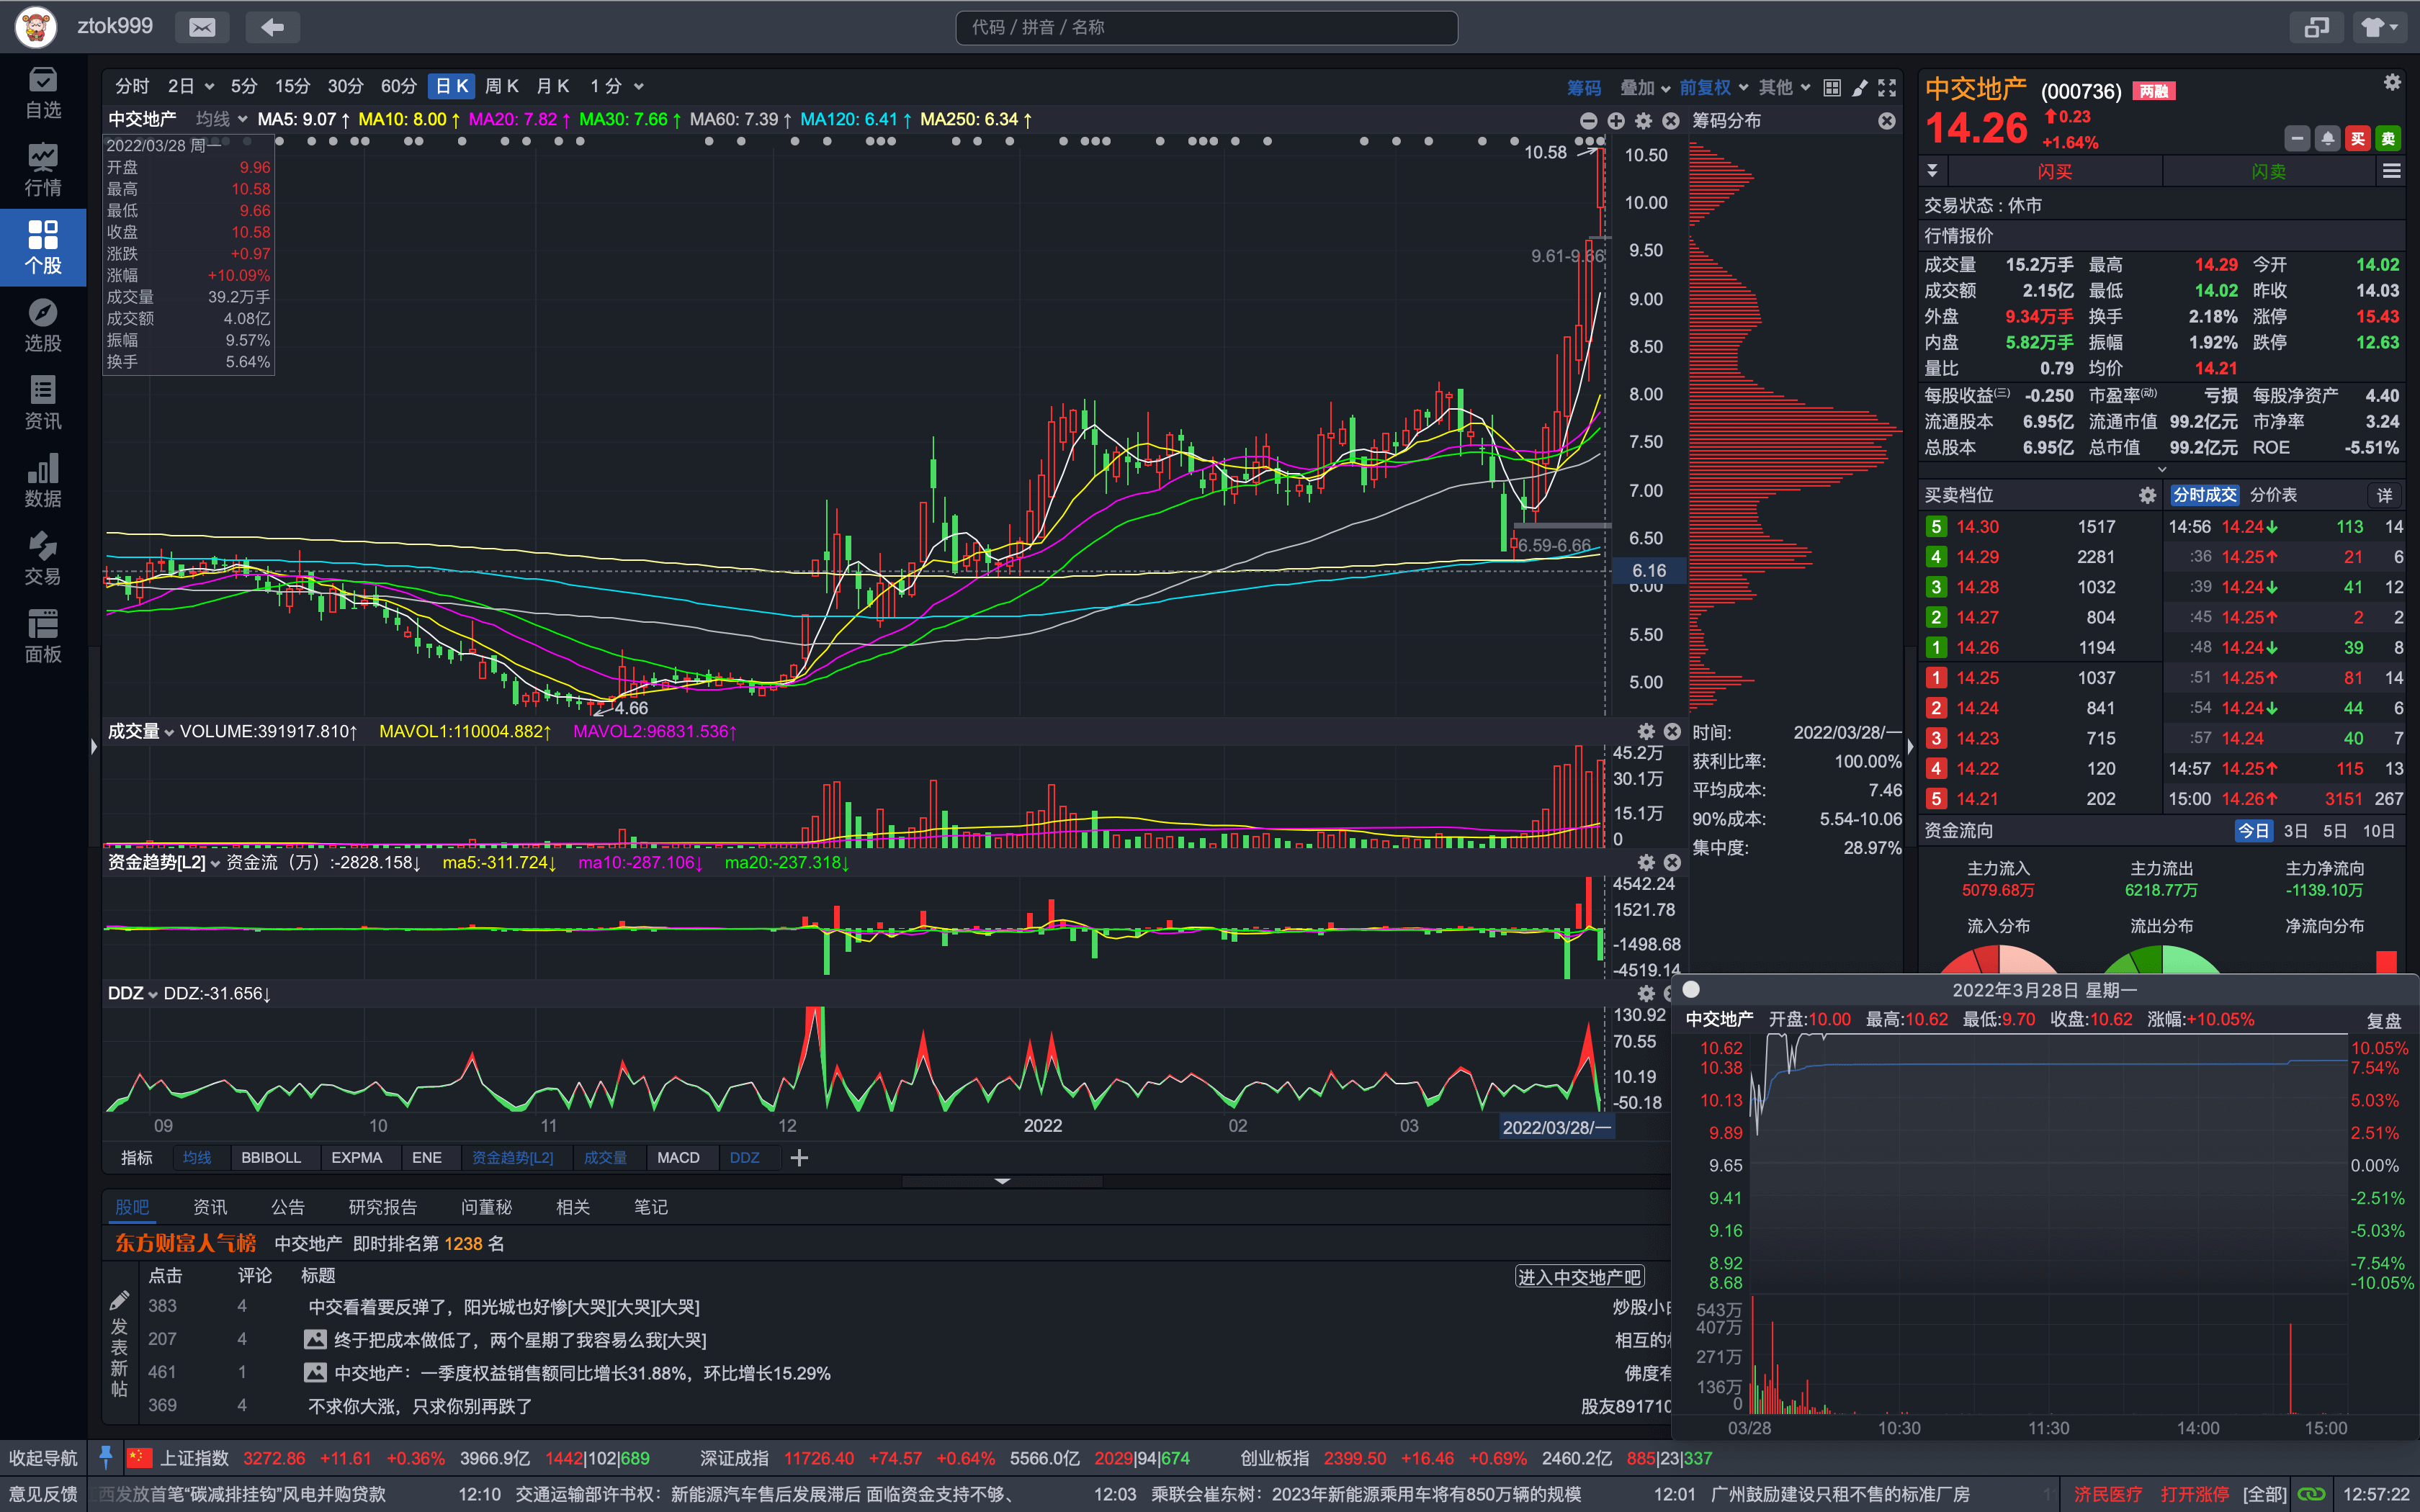 ztok999
代码 / 拼音 / 名称
自选
行情
个股
选股
资讯
数据
交易
面板
分时 2日 5分 15分 30分 60分 日K 周K 月K 1分
筹码 叠加 前复权 其他
中交地产 均线 MA5: 9.07↑ MA10: 8.00↑ MA20: 7.82↑ MA30: 7.66↑ MA60: 7.39↑ MA120: 6.41↑ MA250: 6.34↑
筹码分布
2022/03/28 周一
开盘 9.96
最高 10.58
最低 9.66
收盘 10.58
涨跌 +0.97
涨幅 +10.09%
成交量 39.2万手
成交额 4.08亿
振幅 9.57%
换手 5.64%
10.58
9.61-9.66
6.59-6.66
4.66
10.50
10.00
9.50
9.00
8.50
8.00
7.50
7.00
6.50
6.16
6.00
5.50
5.00
成交量 VOLUME:391917.810↑ MAVOL1:110004.882↑ MAVOL2:96831.536↑
45.2万
30.1万
15.1万
0
资金趋势[L2] 资金流（万）:-2828.158↓ ma5:-311.724↓ ma10:-287.106↓ ma20:-237.318↓
4542.24
1521.78
-1498.68
-4519.14
DDZ DDZ:-31.656↓
130.92
70.55
10.19
-50.18
09 10 11 12 2022 02 03 2022/03/28/一
时间: 2022/03/28/一
获利比率: 100.00%
平均成本: 7.46
90%成本: 5.54-10.06
集中度: 28.97%
指标 均线 BBIBOLL EXPMA ENE 资金趋势[L2] 成交量 MACD DDZ
股吧 资讯 公告 研究报告 问董秘 相关 笔记
东方财富人气榜 中交地产 即时排名第 1238 名
点击 评论 标题
进入中交地产吧
发表新帖
383 4 中交看着要反弹了，阳光城也好惨[大哭][大哭][大哭] 炒股小
207 4 终于把成本做低了，两个星期了我容易么我[大哭] 相互的
461 1 中交地产：一季度权益销售额同比增长31.88%，环比增长15.29% 佛度有
369 4 不求你大涨，只求你别再跌了 股友891710
中交地产 (000736) 两融
14.26 0.23
+1.64%
买 卖
闪买 闪卖
交易状态 : 休市
行情报价
成交量 15.2万手 最高 14.29 今开 14.02
成交额 2.15亿 最低 14.02 昨收 14.03
外盘 9.34万手 换手 2.18% 涨停 15.43
内盘 5.82万手 振幅 1.92% 跌停 12.63
量比 0.79 均价 14.21
每股收益(三) -0.250 市盈率(动) 亏损 每股净资产 4.40
流通股本 6.95亿 流通市值 99.2亿元 市净率 3.24
总股本 6.95亿 总市值 99.2亿元 ROE -5.51%
买卖档位 分时成交 分价表 详
5 14.30 1517
4 14.29 2281
3 14.28 1032
2 14.27 804
1 14.26 1194
1 14.25 1037
2 14.24 841
3 14.23 715
4 14.22 120
5 14.21 202
14:56 14.24↓ 113 14
:36 14.25↑ 21 6
:39 14.24↓ 41 12
:45 14.25↑ 2 2
:48 14.24↓ 39 8
:51 14.25↑ 81 14
:54 14.24↓ 44 6
:57 14.24 40 7
14:57 14.25↑ 115 13
15:00 14.26↑ 3151 267
资金流向 今日 3日 5日 10日
主力流入 主力流出 主力净流向
5079.68万 6218.77万 -1139.10万
流入分布 流出分布 净流向分布
2022年3月28日 星期一
中交地产 开盘:10.00 最高:10.62 最低:9.70 收盘:10.62 涨幅:+10.05% 复盘
10.62 10.05%
10.38 7.54%
10.13 5.03%
9.89 2.51%
9.65 0.00%
9.41 -2.51%
9.16 -5.03%
8.92 -7.54%
8.68 -10.05%
543万
407万
271万
136万
0
03/28 10:30 11:30 14:00 15:00
收起导航 上证指数 3272.86 +11.61 +0.36% 3966.9亿 1442|102|689 深证成指 11726.40 +74.57 +0.64% 5566.0亿 2029|94|674 创业板指 2399.50 +16.46 +0.69% 2460.2亿 885|23|337
意见反馈 西发放首笔“碳减排挂钩”风电并购贷款 12:10 交通运输部许书权：新能源汽车售后发展滞后 面临资金支持不够、 12:03 乘联会崔东树：2023年新能源乘用车将有850万辆的规模 12:01 广州鼓励建设只租不售的标准厂房 济民医疗 打开涨停 [全部] 12:57:22